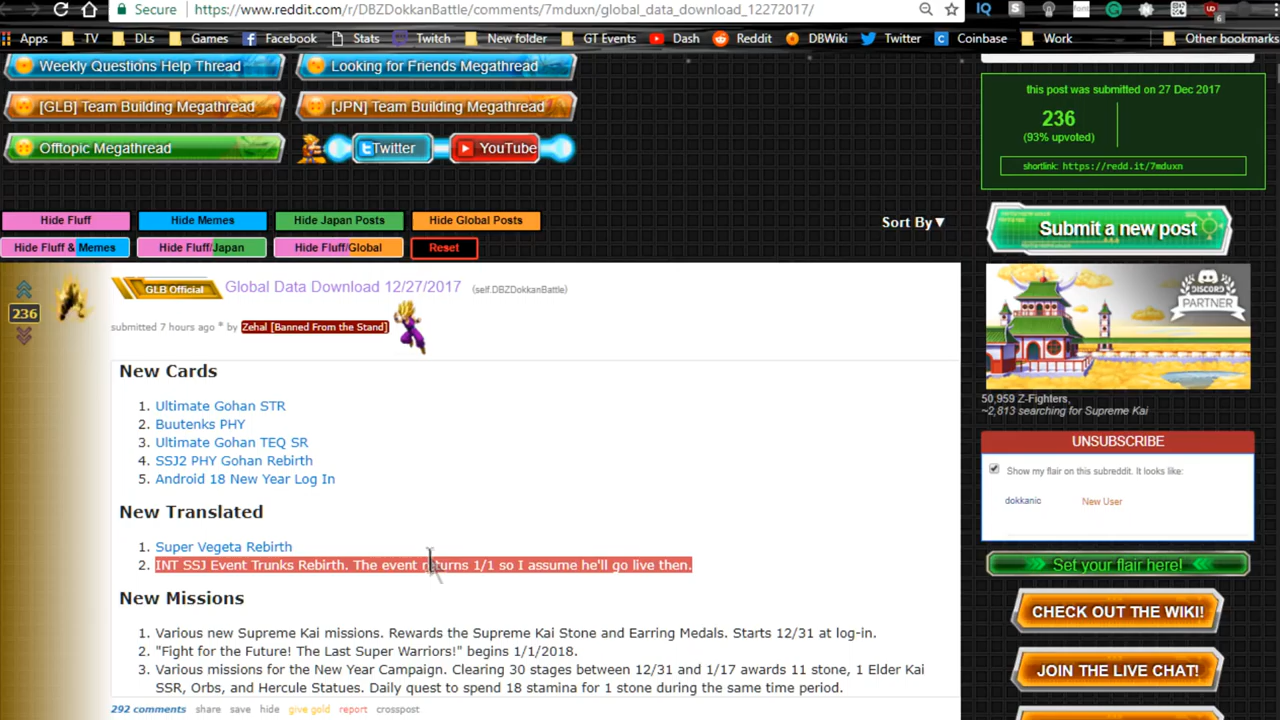 Secure https://www.reddit.com/r/DBZDokkanBattle/comments/7mduxn/global_data_download_12272017/
Apps TV DLs Games Facebook Stats Twitch New folder GT Events Dash Reddit DBWiki Twitter Coinbase Work Other bookmarks
Weekly Questions Help Thread Looking for Friends Megathread
[GLB] Team Building Megathread [JPN] Team Building Megathread
Offtopic Megathread Twitter YouTube
Hide Fluff Hide Memes Hide Japan Posts Hide Global Posts
Hide Fluff & Memes Hide Fluff/Japan Hide Fluff/Global Reset
Sort By▼
236
GLB Official Global Data Download 12/27/2017 (self.DBZDokkanBattle)
submitted 7 hours ago * by Zehal [Banned From the Stand]
New Cards
1. Ultimate Gohan STR
2. Buutenks PHY
3. Ultimate Gohan TEQ SR
4. SSJ2 PHY Gohan Rebirth
5. Android 18 New Year Log In
New Translated
1. Super Vegeta Rebirth
2. INT SSJ Event Trunks Rebirth. The event returns 1/1 so I assume he'll go live then.
New Missions
1. Various new Supreme Kai missions. Rewards the Supreme Kai Stone and Earring Medals. Starts 12/31 at log-in.
2. "Fight for the Future! The Last Super Warriors!" begins 1/1/2018.
3. Various missions for the New Year Campaign. Clearing 30 stages between 12/31 and 1/17 awards 11 stone, 1 Elder Kai
SSR, Orbs, and Hercule Statues. Daily quest to spend 18 stamina for 1 stone during the same time period.
292 comments share save hide give gold report crosspost
this post was submitted on 27 Dec 2017
236
(93% upvoted)
shortlink: https://redd.it/7mduxn
Submit a new post
DISCORD
PARTNER
50,959 Z-Fighters,
~2,813 searching for Supreme Kai
UNSUBSCRIBE
Show my flair on this subreddit. It looks like:
dokkanic New User
Set your flair here!
CHECK OUT THE WIKI!
JOIN THE LIVE CHAT!